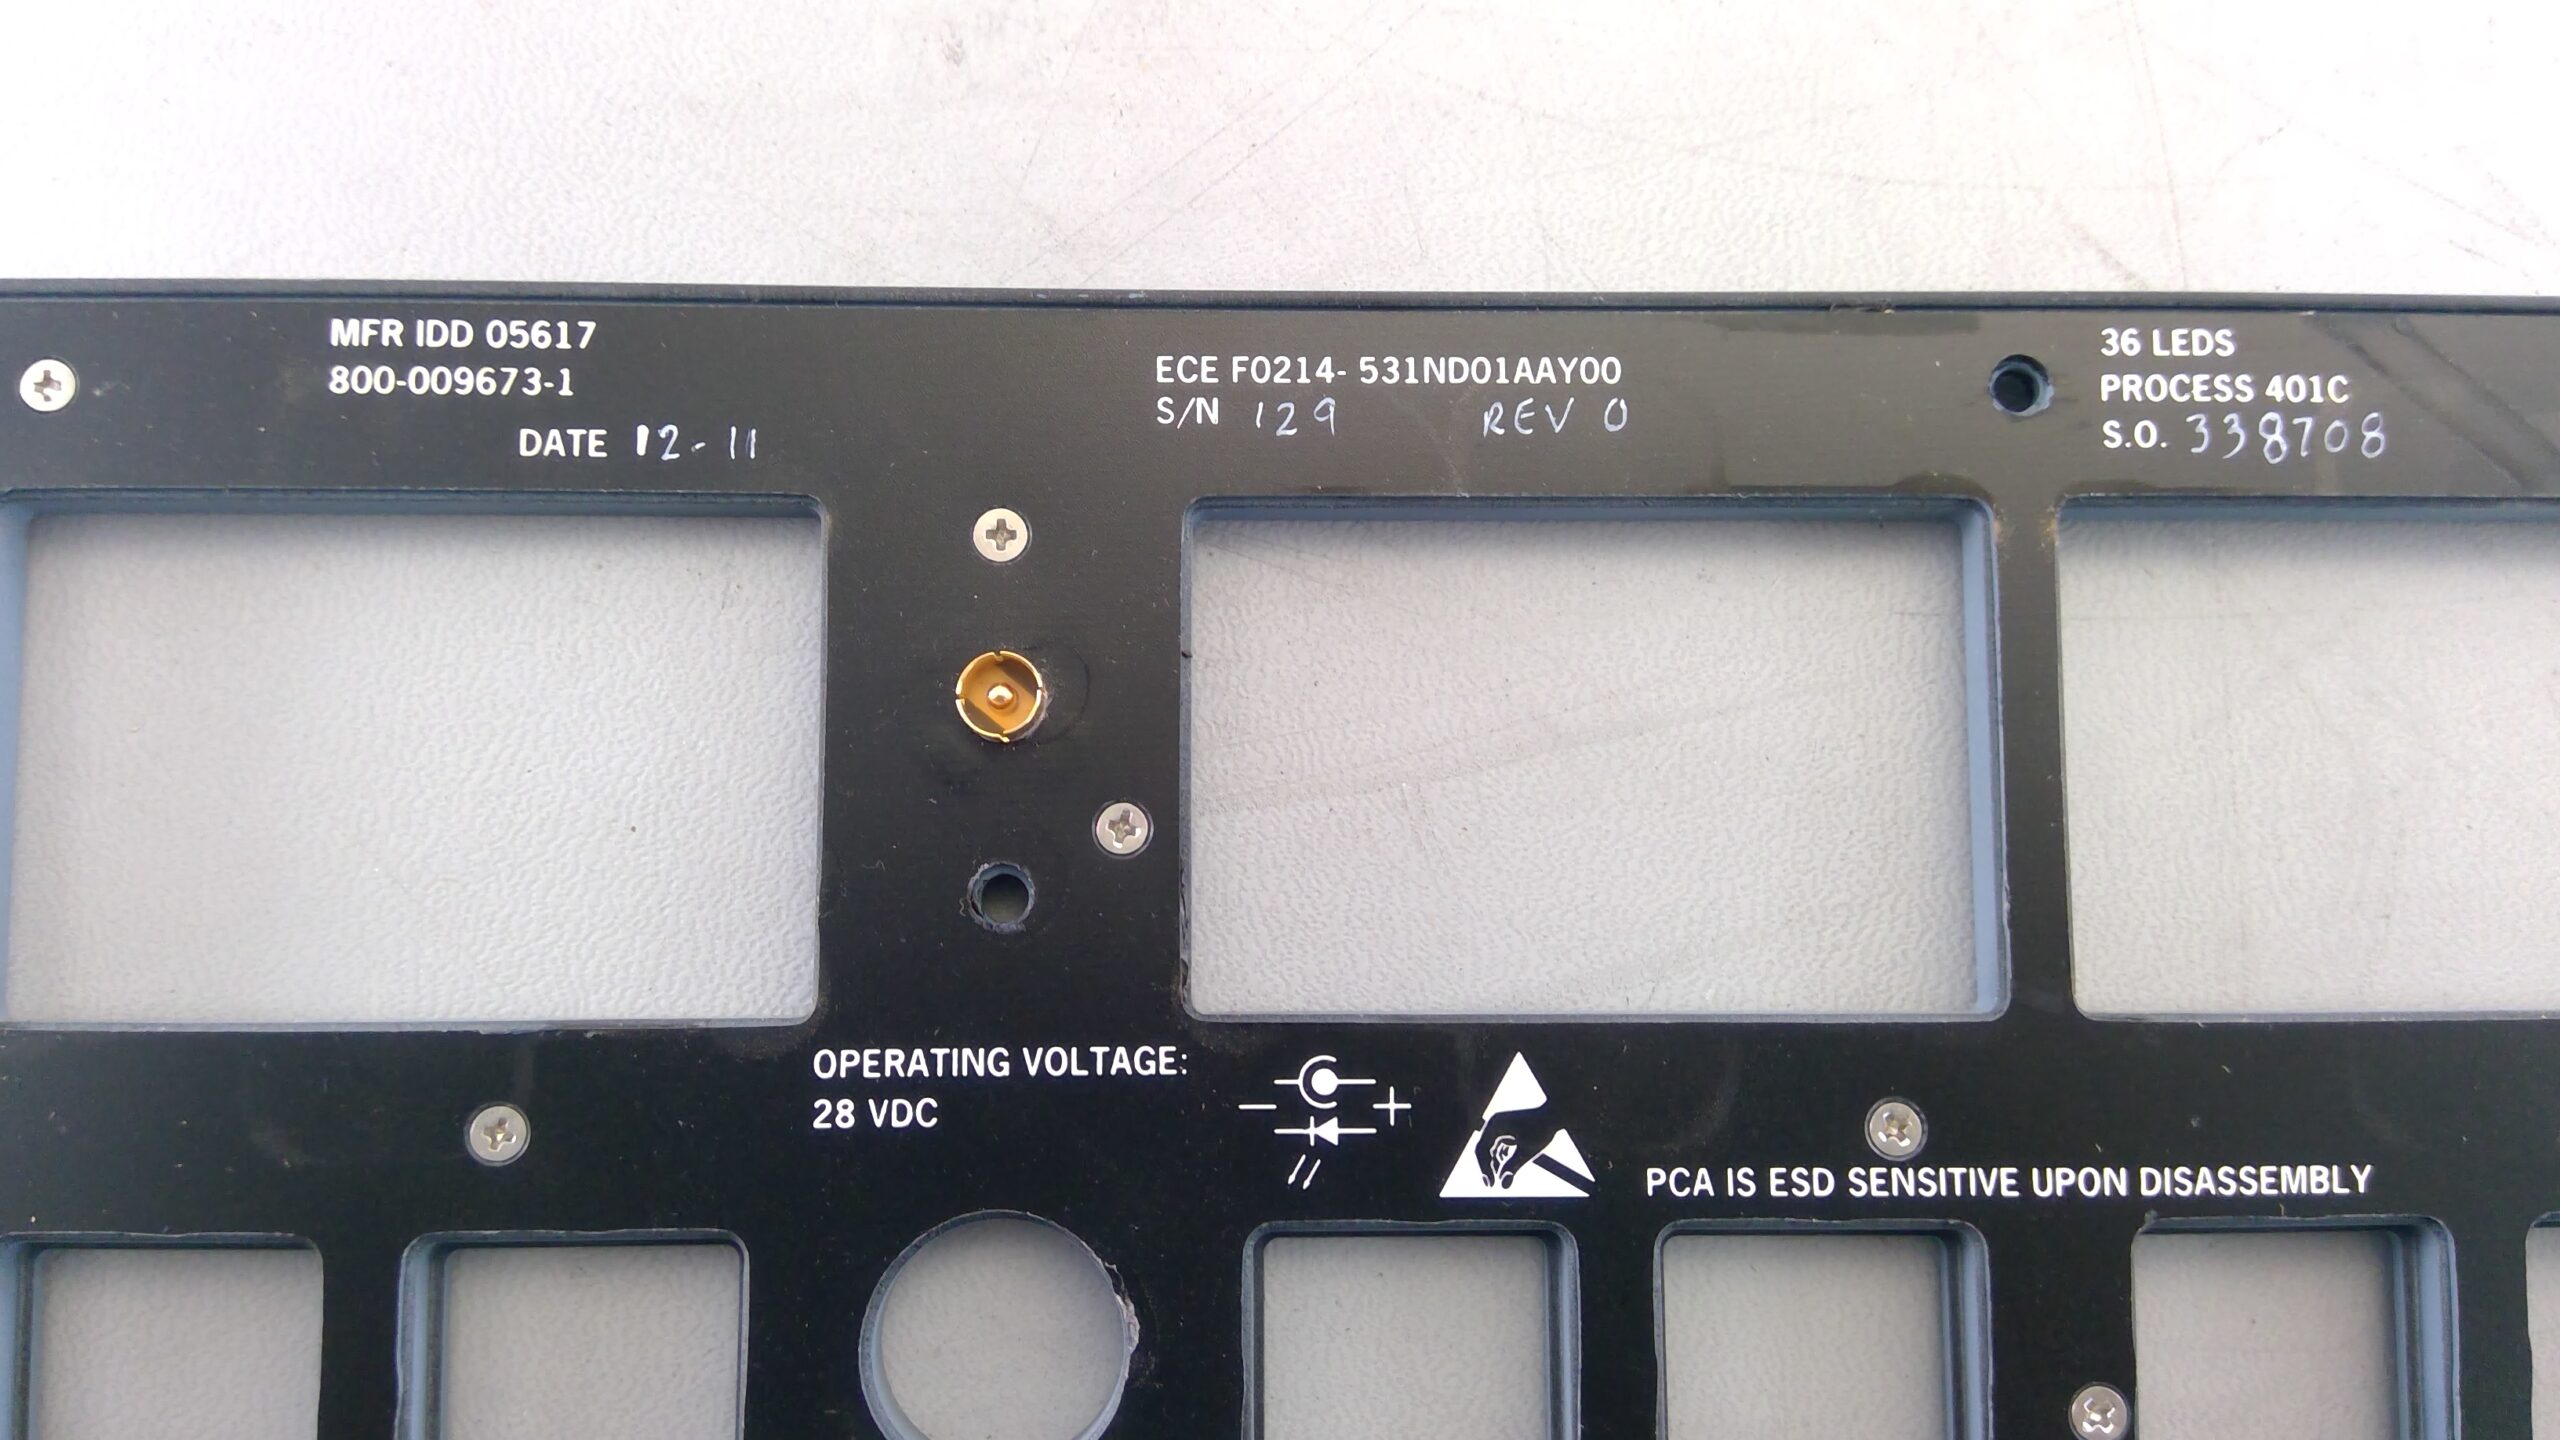 MFR IDD 05617
800-009673-1
DATE 12-11
ECE F0214- 531ND01AAY00
S/N 129 REV 0
36 LEDS
PROCESS 401C
S.O. 338708
OPERATING VOLTAGE:
28 VDC
PCA IS ESD SENSITIVE UPON DISASSEMBLY